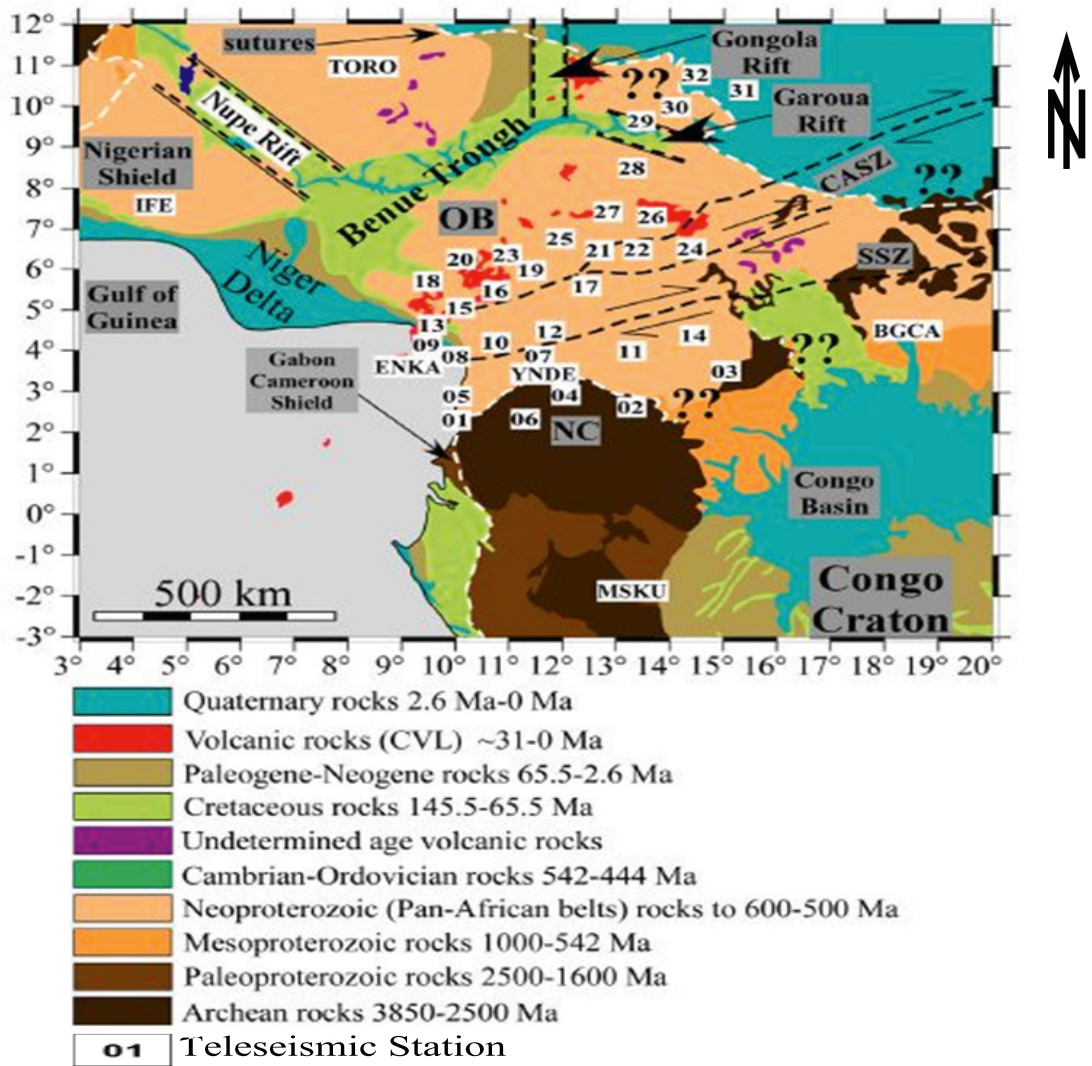 N
12°
11°
10°
9°
8°
7°
6°
5°
4°
3°
2°
1°
0°
-1°
-2°
-3°
3°
4°
5°
6°
7°
8°
9°
10°
11°
12°
13°
14°
15°
16°
17°
18°
19°
20°
sutures
TORO
Gongola
Rift
??
32
31
30
29
Garoua
Rift
Nupe Rift
Nigerian
Shield
IFE
Benue Trough
28
CASZ
??
OB
27
26
25
24
23
22
21
20
19
18
17
16
15
SSZ
Niger
Delta
Gulf of
Guinea
13
09
ENKA
08
10
12
07
YNDE
11
14
03
??
BGCA
Gabon
Cameroon
Shield
05
01
06
04
02
??
NC
Congo
Basin
MSKU
Congo
Craton
500 km
Quaternary rocks 2.6 Ma-0 Ma
Volcanic rocks (CVL) ~31-0 Ma
Paleogene-Neogene rocks 65.5-2.6 Ma
Cretaceous rocks 145.5-65.5 Ma
Undetermined age volcanic rocks
Cambrian-Ordovician rocks 542-444 Ma
Neoproterozoic (Pan-African belts) rocks to 600-500 Ma
Mesoproterozoic rocks 1000-542 Ma
Paleoproterozoic rocks 2500-1600 Ma
Archean rocks 3850-2500 Ma
01 Teleseismic Station